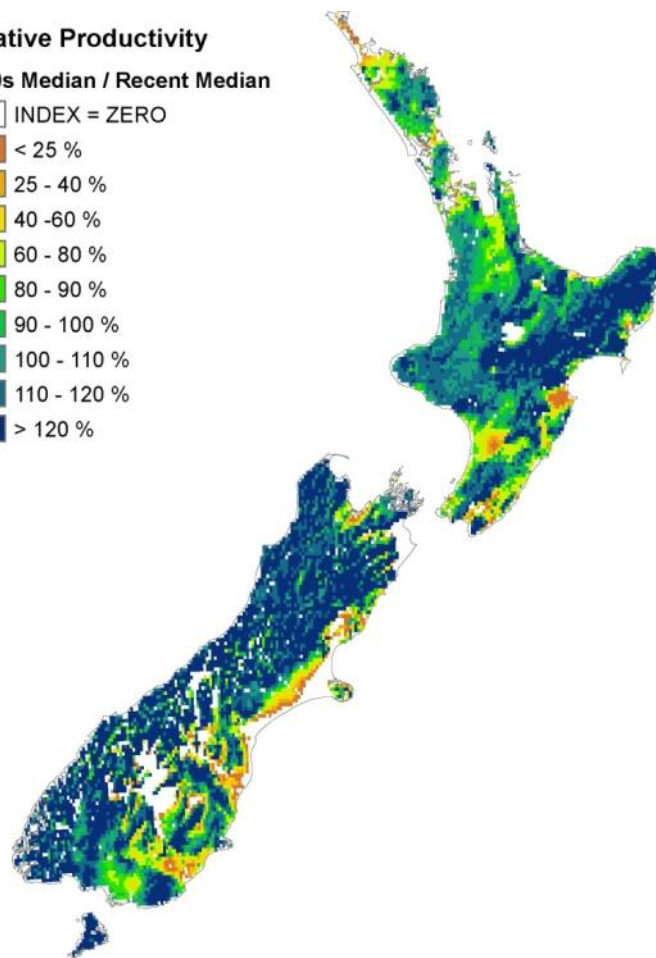 ative Productivity
0s Median / Recent Median
INDEX = ZERO
< 25 %
25 - 40 %
40 -60 %
60 - 80 %
80 - 90 %
90 - 100 %
100 - 110 %
110 - 120 %
> 120 %